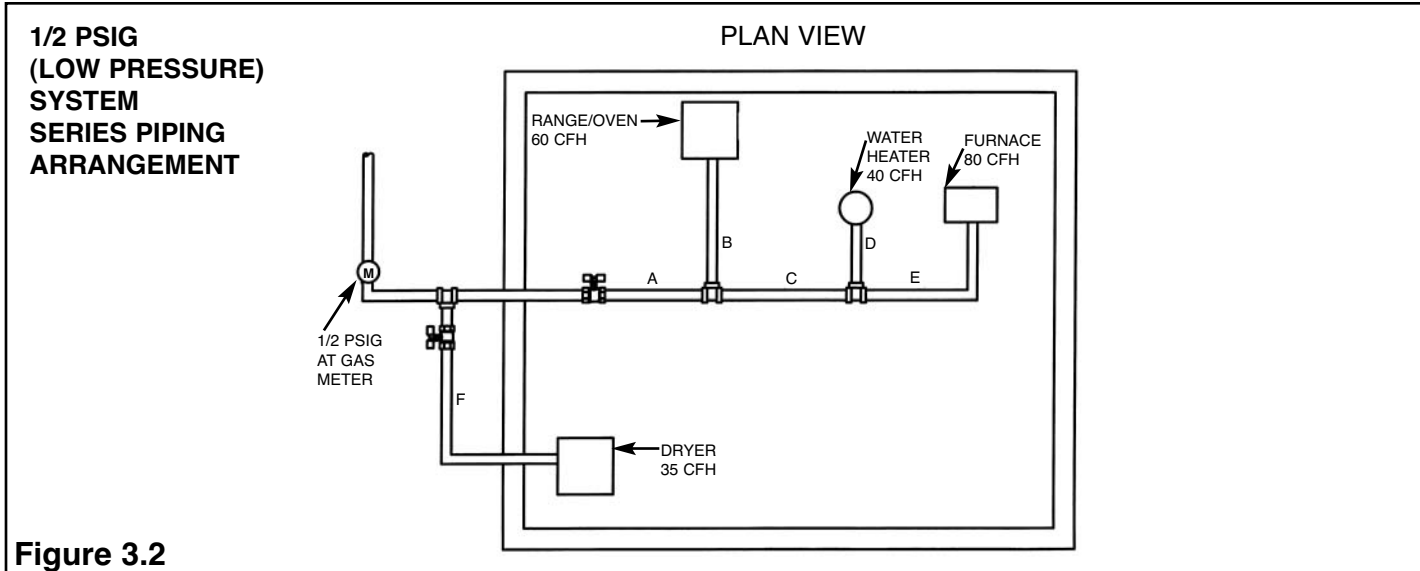 1/2 PSIG
(LOW PRESSURE)
SYSTEM
SERIES PIPING
ARRANGEMENT
PLAN VIEW
RANGE/OVEN
60 CFH
WATER
HEATER
40 CFH
FURNACE
80 CFH
B
D
M
A
C
E
1/2 PSIG
AT GAS
METER
F
DRYER
35 CFH
Figure 3.2